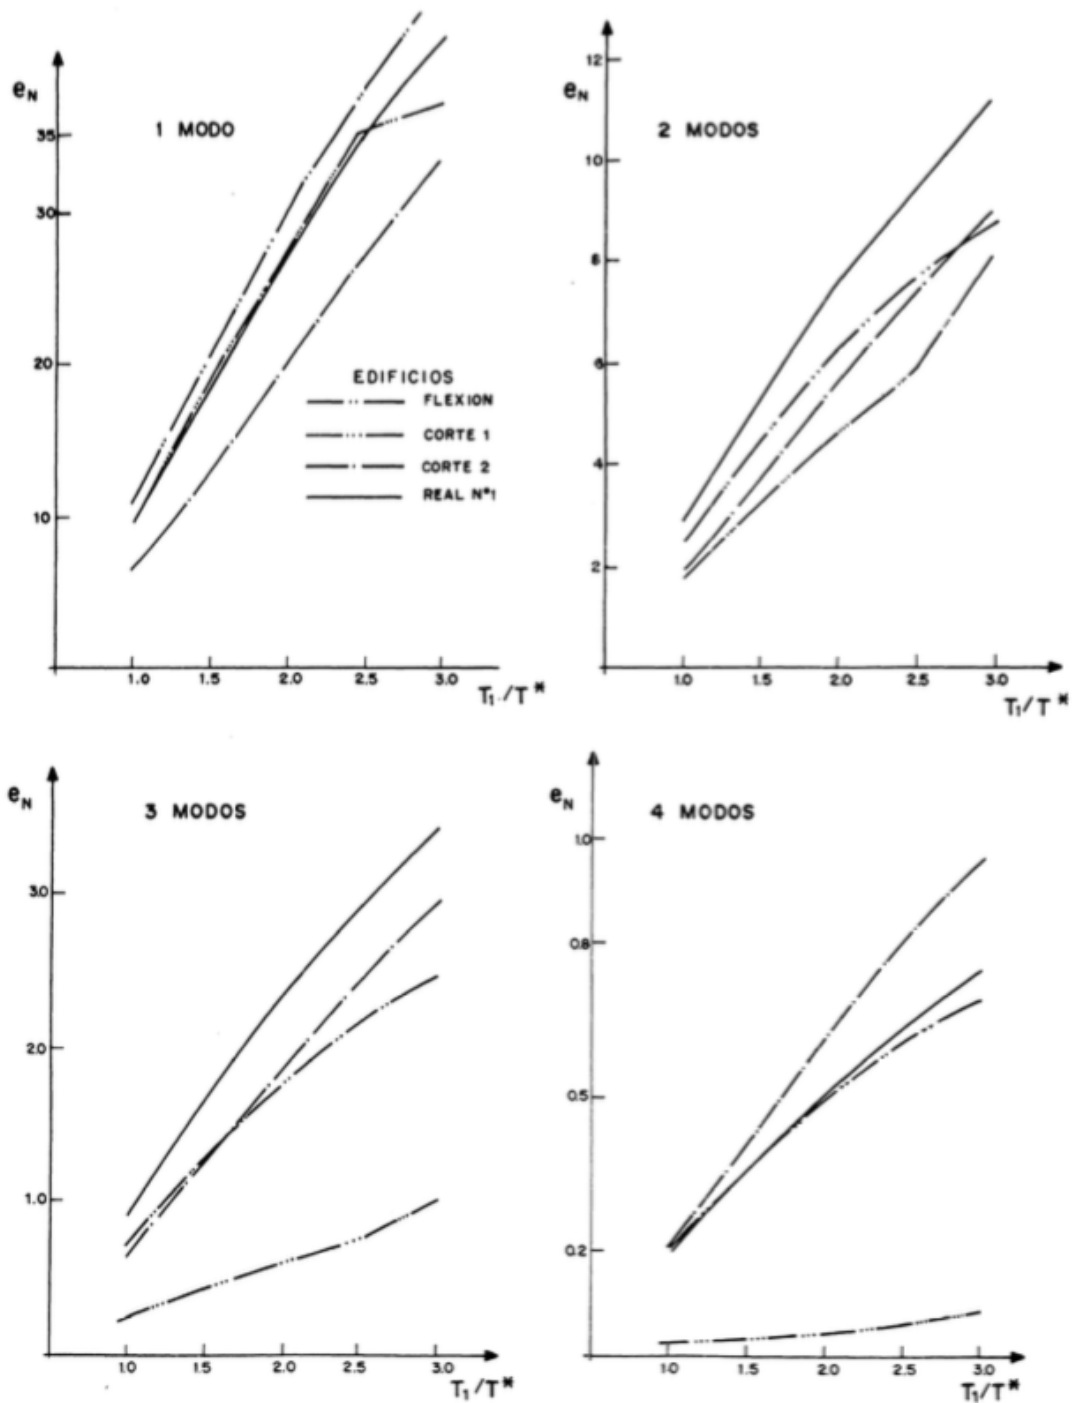 e_N
1 MODO
35
30
20
10
EDIFICIOS
FLEXION
CORTE 1
CORTE 2
REAL N°1
1.0 1.5 2.0 2.5 3.0
T₁/T*
e_N
2 MODOS
12
10
8
6
4
2
1.0 1.5 2.0 2.5 3.0
T₁/T*
e_N
3 MODOS
3.0
2.0
1.0
1.0 1.5 2.0 2.5 3.0
T₁/T*
e_N
4 MODOS
1.0
0.8
0.5
0.2
1.0 1.5 2.0 2.5 3.0
T₁/T*